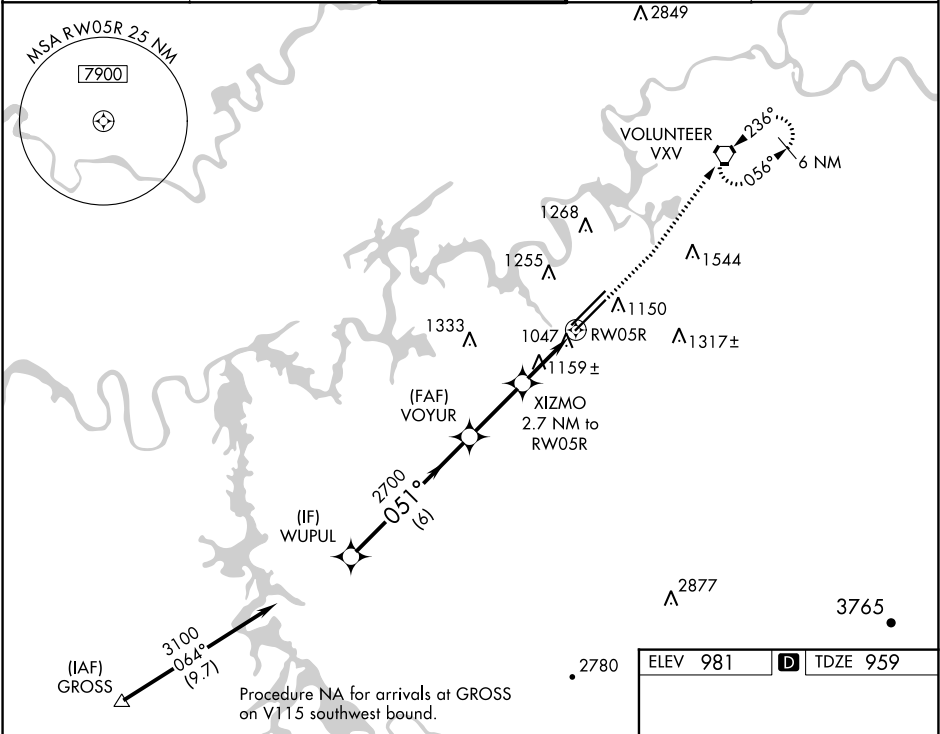 MSA RW05R 25 NM
7900
2849
VOLUNTEER
VXV
236°
056°
6 NM
1268
1255
1544
1150
1333
1047
RW05R
1317±
1159±
(FAF)
VOYUR
XIZMO
2.7 NM to
RW05R
2700
051°
(6)
(IF)
WUPUL
2877
3765
3100
064°
(9.7)
(IAF)
GROSS
2780
Procedure NA for arrivals at GROSS
on V115 southwest bound.
ELEV 981 D TDZE 959